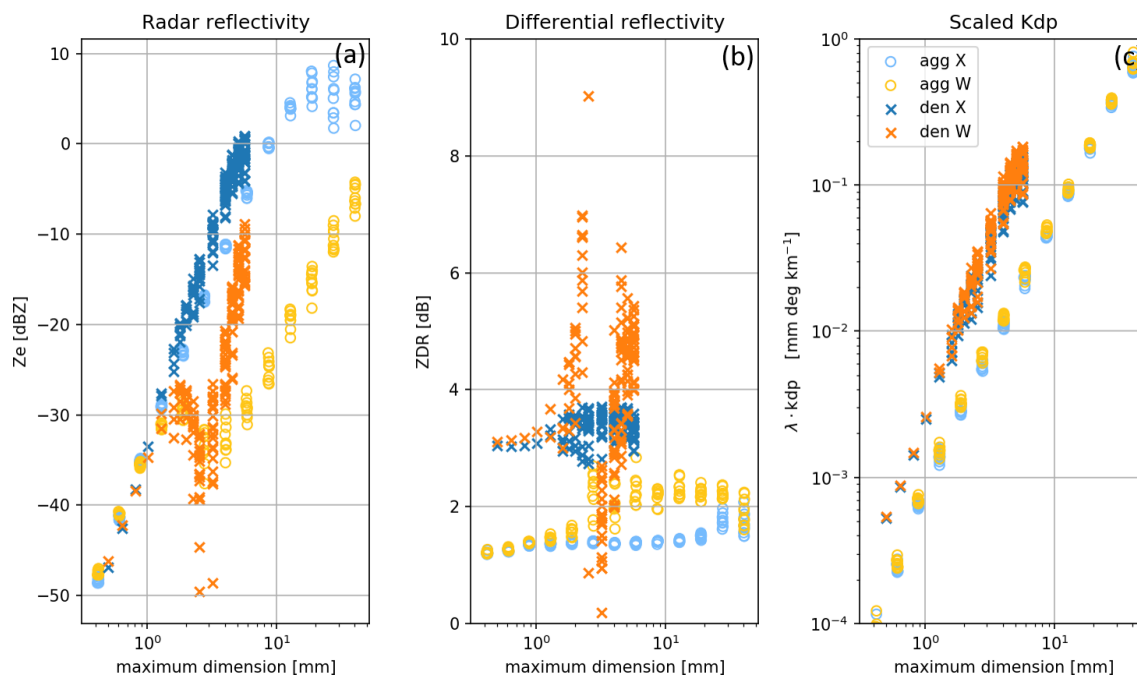 Radar reflectivity
(a)
10
0
−10
−20
−30
−40
−50
Ze [dBZ]
10⁰
10¹
maximum dimension [mm]
Differential reflectivity
(b)
10
8
6
4
2
0
ZDR [dB]
10⁰
10¹
maximum dimension [mm]
Scaled Kdp
(c)
agg X
agg W
den X
den W
10⁰
10⁻¹
10⁻²
10⁻³
10⁻⁴
λ · kdp [mm deg km⁻¹]
10⁰
10¹
maximum dimension [mm]